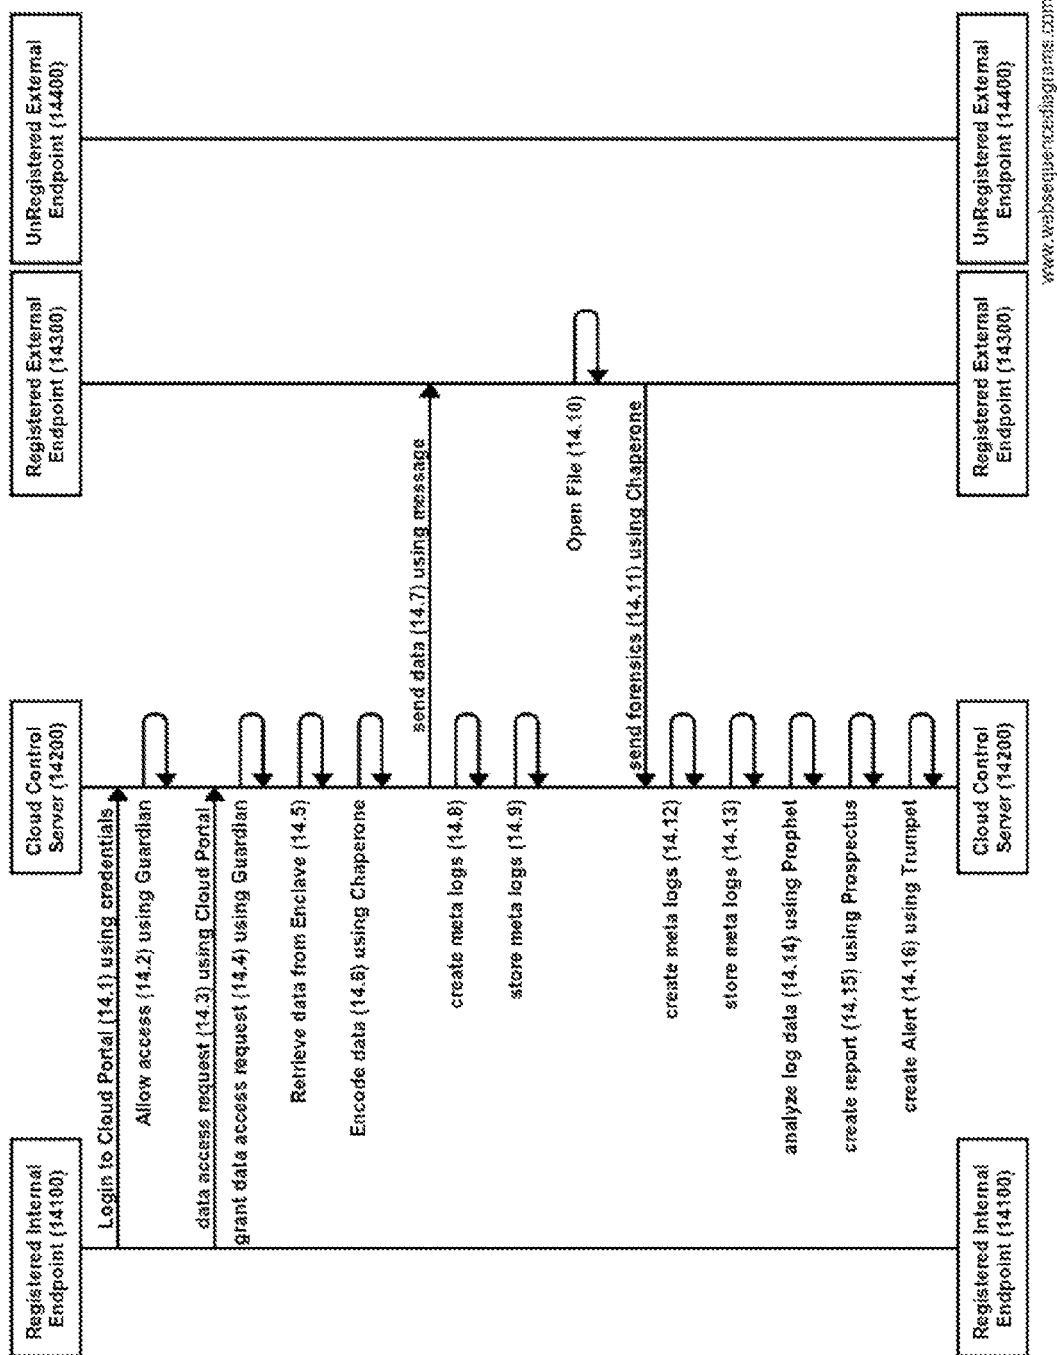 Registered Internal
Endpoint (14100)
Cloud Control
Server (14200)
Registered External
Endpoint (14300)
UnRegistered External
Endpoint (14400)
Login to Cloud Portal (14.1) using credentials
Allow access (14.2) using Guardian
data access request (14.3) using Cloud Portal
grant data access request (14.4) using Guardian
Retrieve data from Enclave (14.5)
Encode data (14.6) using Chaperone
send data (14.7) using message
create meta logs (14.8)
store meta logs (14.9)
Open File (14.10)
send forensics (14.11) using Chaperone
create meta logs (14.12)
store meta logs (14.13)
analyze log data (14.14) using Prophet
create report (14.15) using Prospectus
create Alert (14.16) using Trumpet
Registered Internal
Endpoint (14100)
Cloud Control
Server (14200)
Registered External
Endpoint (14300)
UnRegistered External
Endpoint (14400)
www.websequencediagrams.com